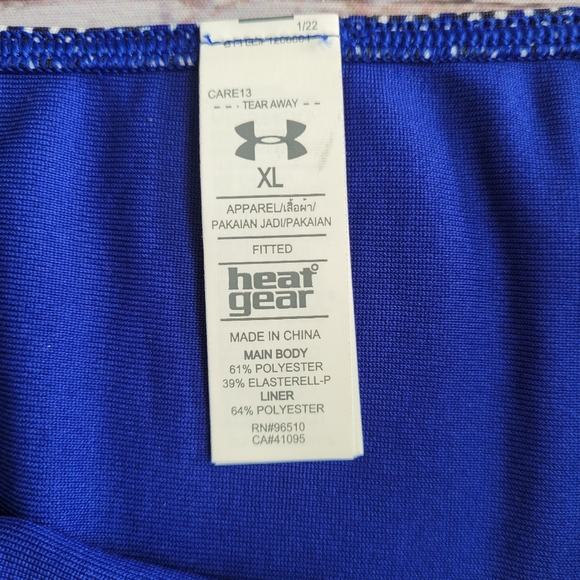 1/22
CARE13
TEAR AWAY
XL
APPAREL/เสื้อผ้า/
PAKAIAN JADI/PAKAIAN
FITTED
heat
gear
MADE IN CHINA
MAIN BODY
61% POLYESTER
39% ELASTERELL-P
LINER
64% POLYESTER
RN#96510
CA#41095